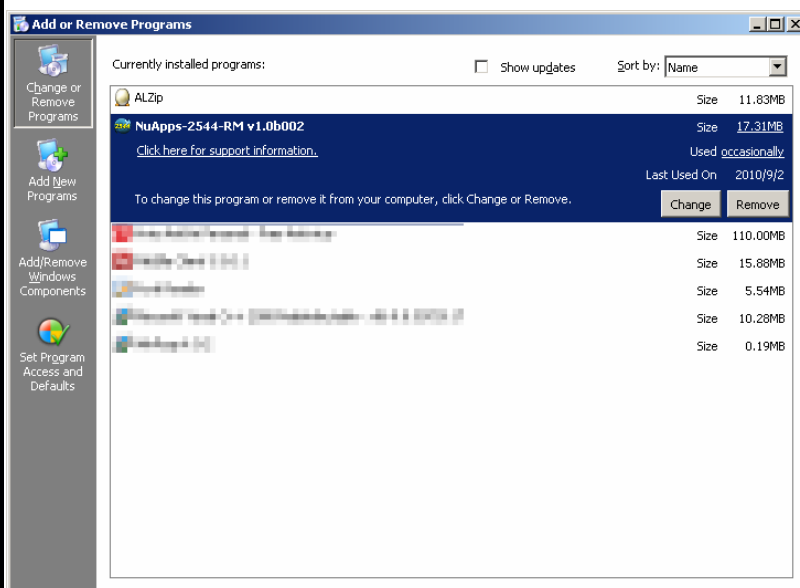 Add or Remove Programs
Change or
Remove
Programs
Add New
Programs
Add/Remove
Windows
Components
Set Program
Access and
Defaults
Currently installed programs:
Show updates
Sort by: Name
ALZip Size 11.83MB
NuApps-2544-RM v1.0b002 Size 17.31MB
Click here for support information. Used occasionally
Last Used On 2010/9/2
To change this program or remove it from your computer, click Change or Remove. Change Remove
Size 110.00MB
Size 15.88MB
Size 5.54MB
Size 10.28MB
Size 0.19MB